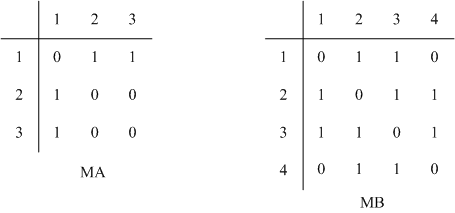 1 2 3
1 0 1 1
2 1 0 0
3 1 0 0
MA
1 2 3 4
1 0 1 1 0
2 1 0 1 1
3 1 1 0 1
4 0 1 1 0
MB